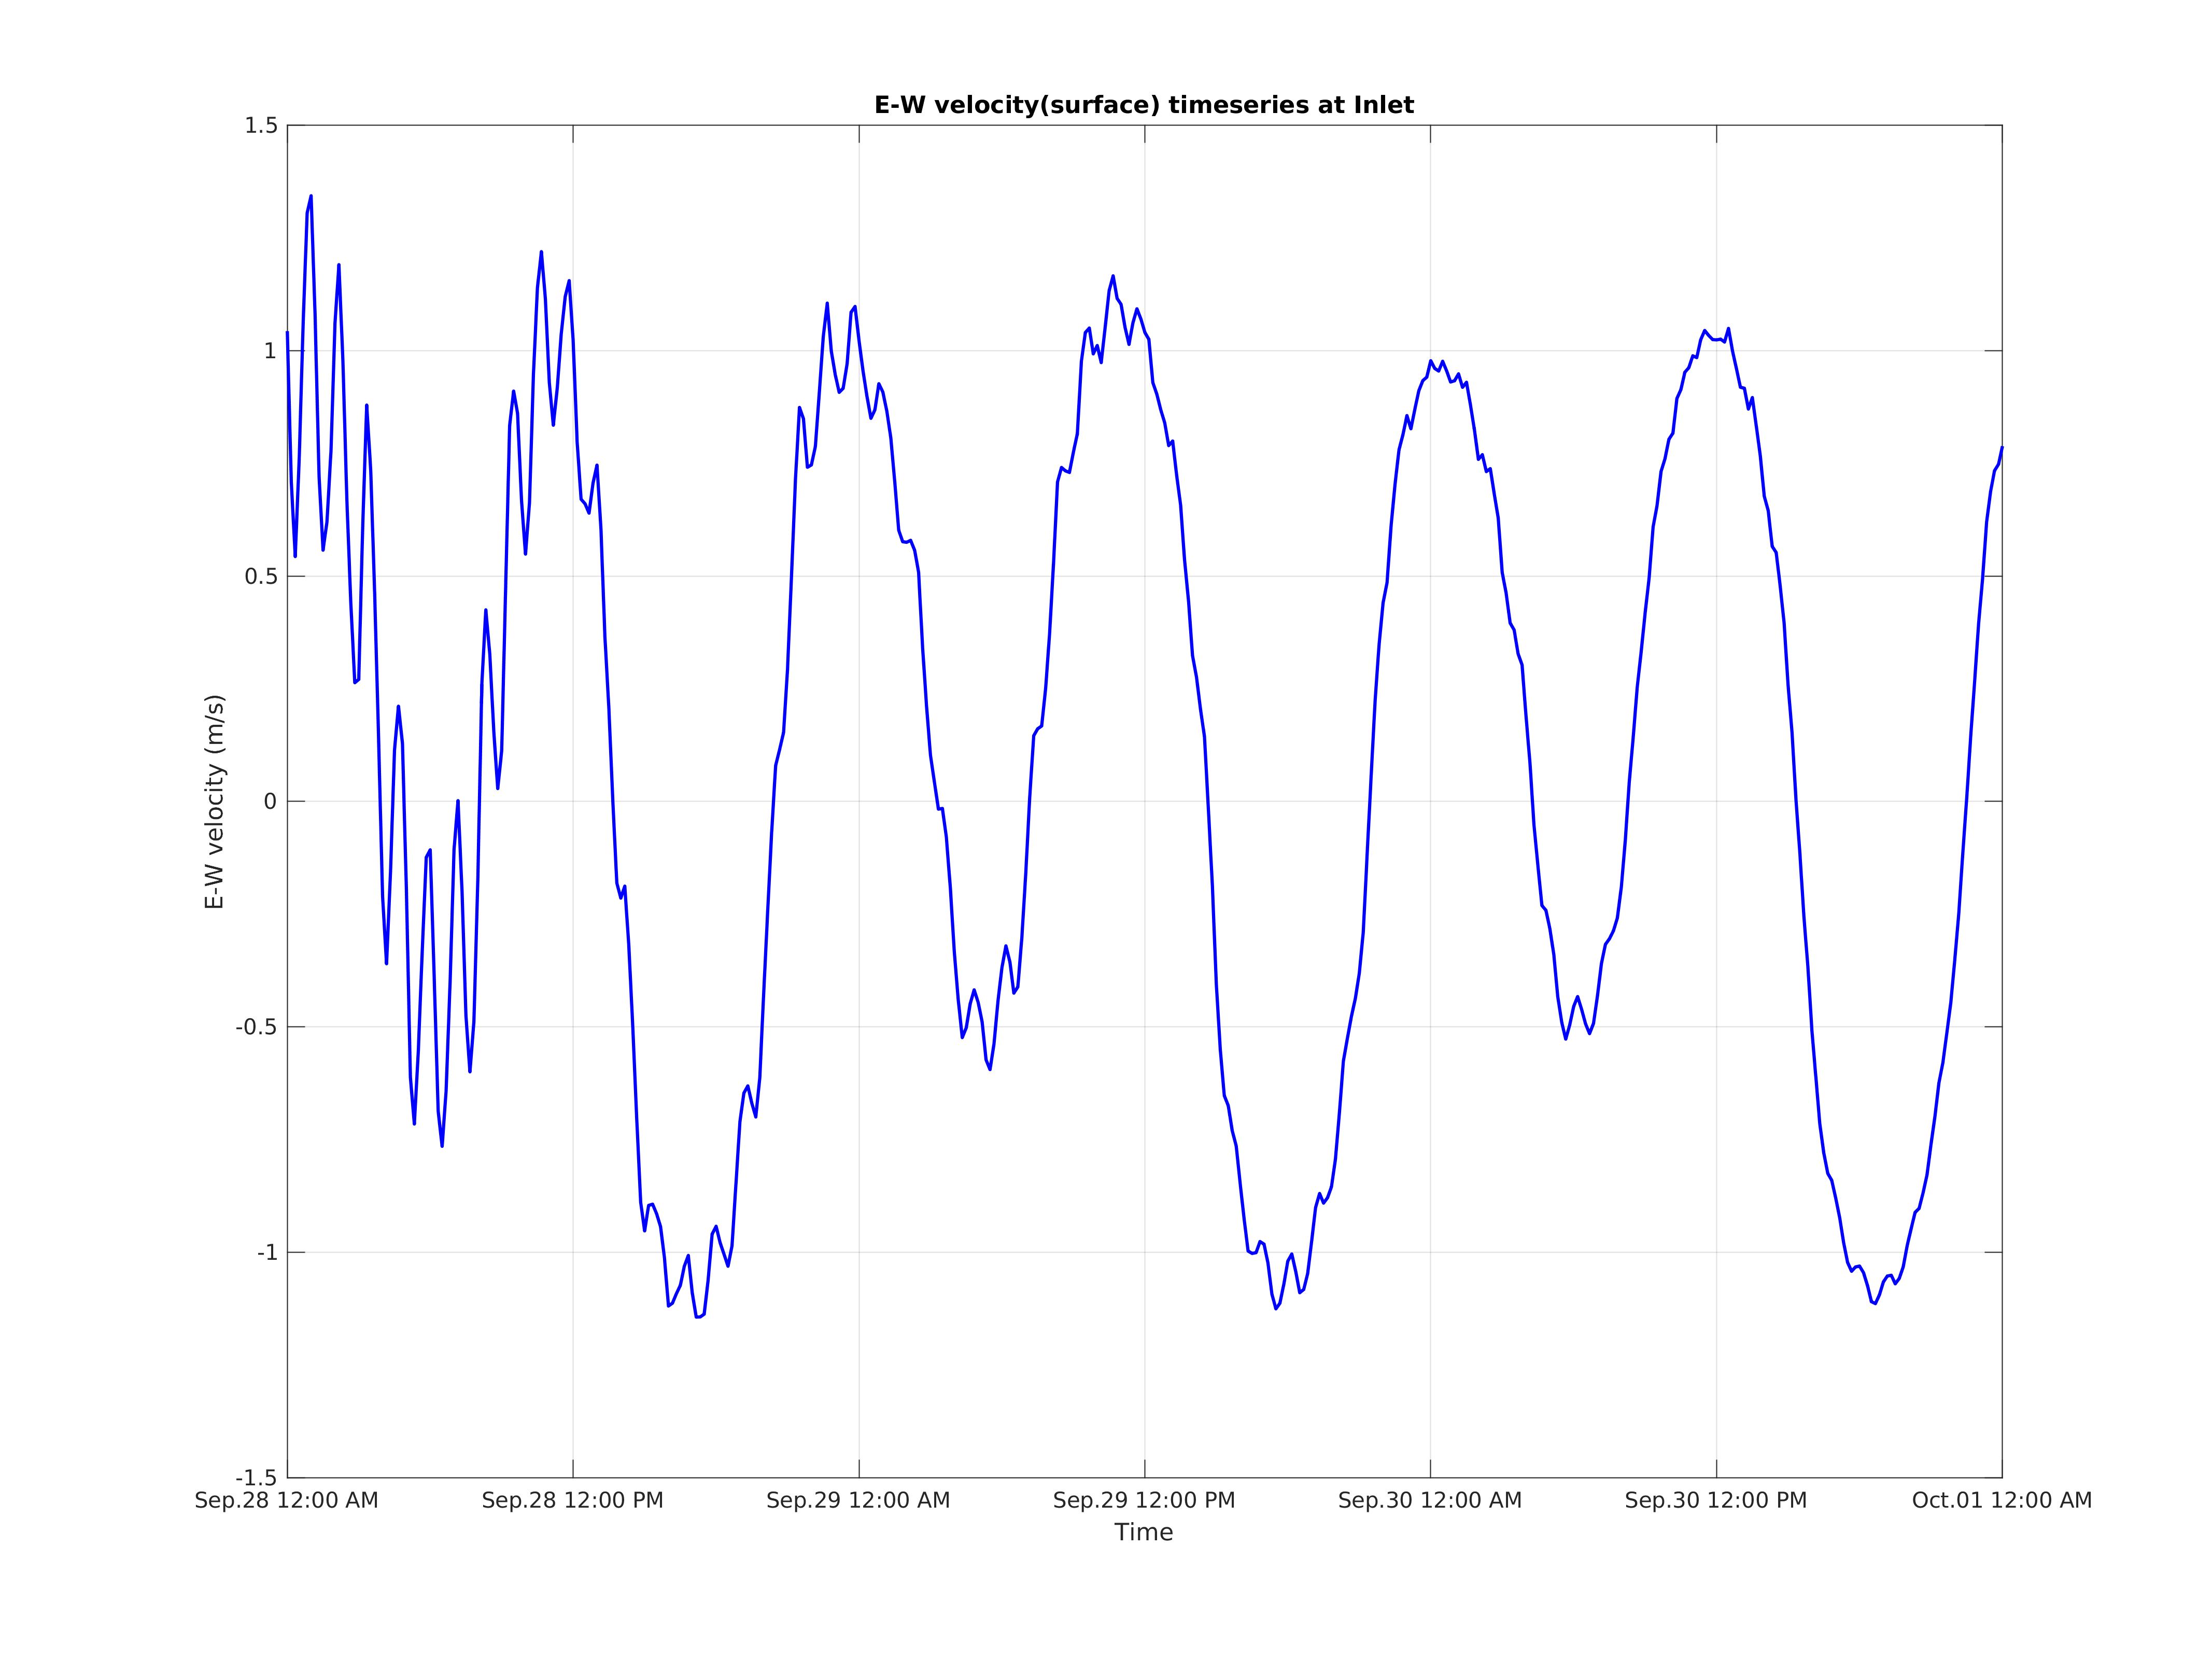 E-W velocity(surface) timeseries at Inlet
1.5
1
0.5
0
-0.5
-1
-1.5
E-W velocity (m/s)
Sep.28 12:00 AM
Sep.28 12:00 PM
Sep.29 12:00 AM
Sep.29 12:00 PM
Sep.30 12:00 AM
Sep.30 12:00 PM
Oct.01 12:00 AM
Time